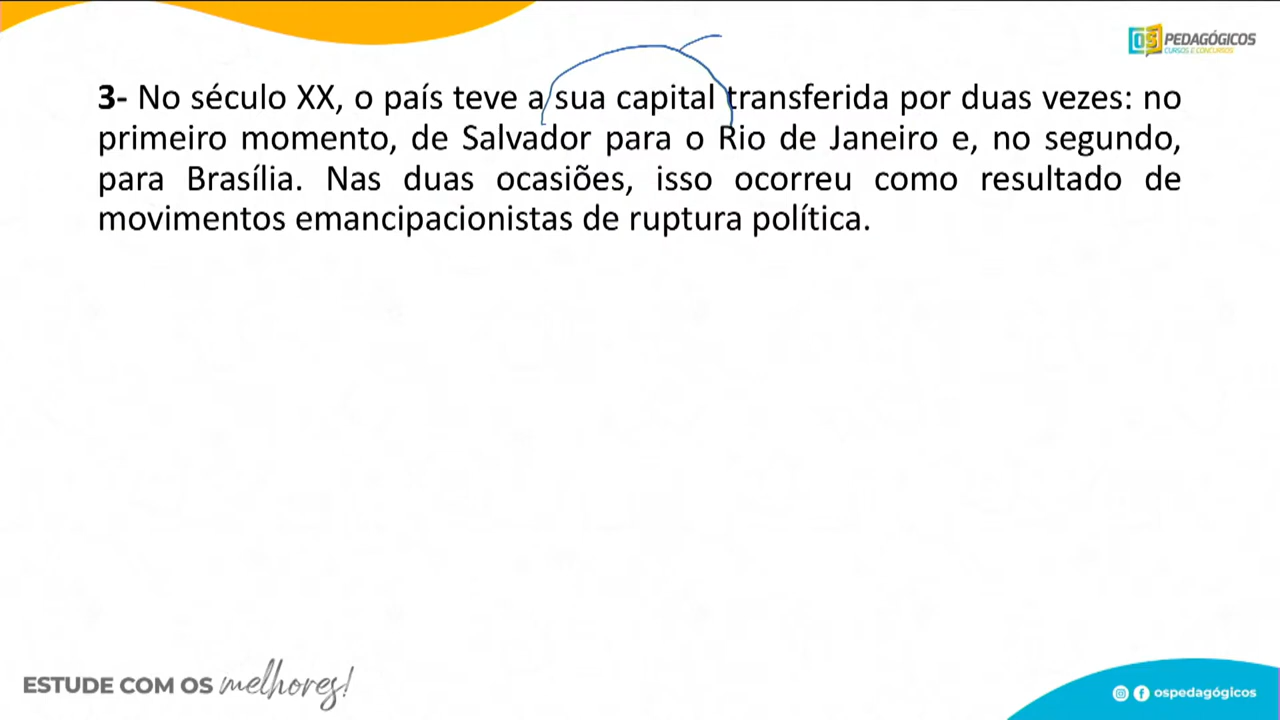 OS PEDAGÓGICOS
CURSOS E CONCURSOS
3- No século XX, o país teve a sua capital transferida por duas vezes: no
primeiro momento, de Salvador para o Rio de Janeiro e, no segundo,
para Brasília. Nas duas ocasiões, isso ocorreu como resultado de
movimentos emancipacionistas de ruptura política.
ESTUDE COM OS melhores!
ospedagógicos